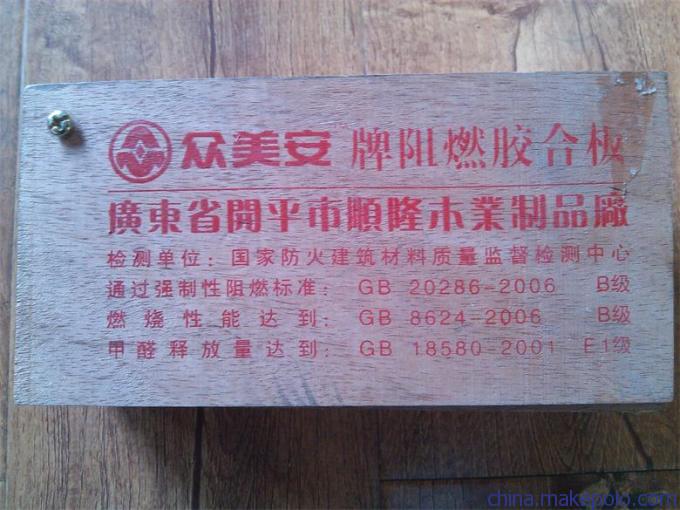 众美安 牌阻燃胶合板
廣東省開平市順隆木業制品廠
检测单位：国家防火建筑材料质量监督检测中心
通过强制性阻燃标准：GB 20286-2006 B级
燃烧性能达到：GB 8624-2006 B级
甲醛释放量达到：GB 18580-2001 E1级
china.makepolo.com